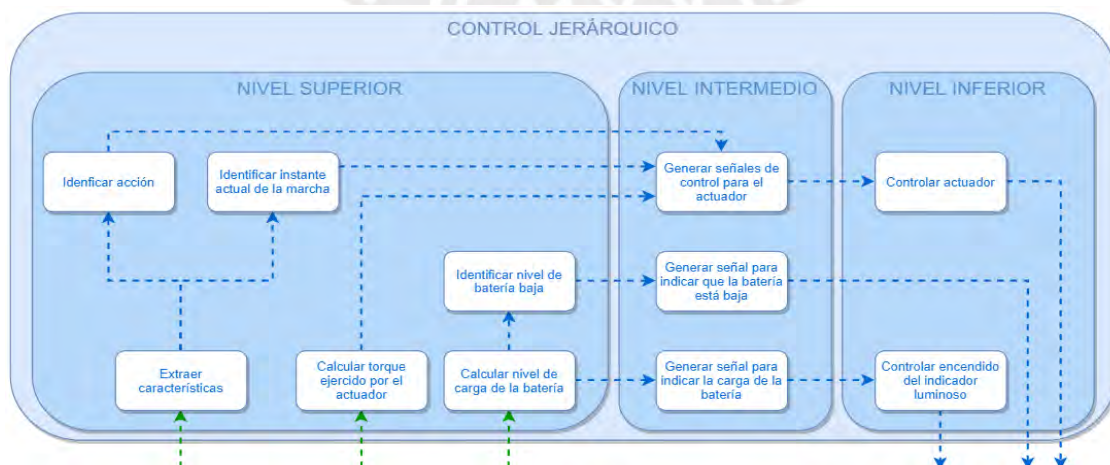 CONTROL JERÁRQUICO
NIVEL SUPERIOR
NIVEL INTERMEDIO
NIVEL INFERIOR
Idenficar acción
Identificar instante
actual de la marcha
Generar señales de
control para el
actuador
Controlar actuador
Identificar nivel de
batería baja
Generar señal para
indicar que la batería
está baja
Extraer
características
Calcular torque
ejercido por el
actuador
Calcular nivel de
carga de la batería
Generar señal para
indicar la carga de la
batería
Controlar encendido
del indicador
luminoso